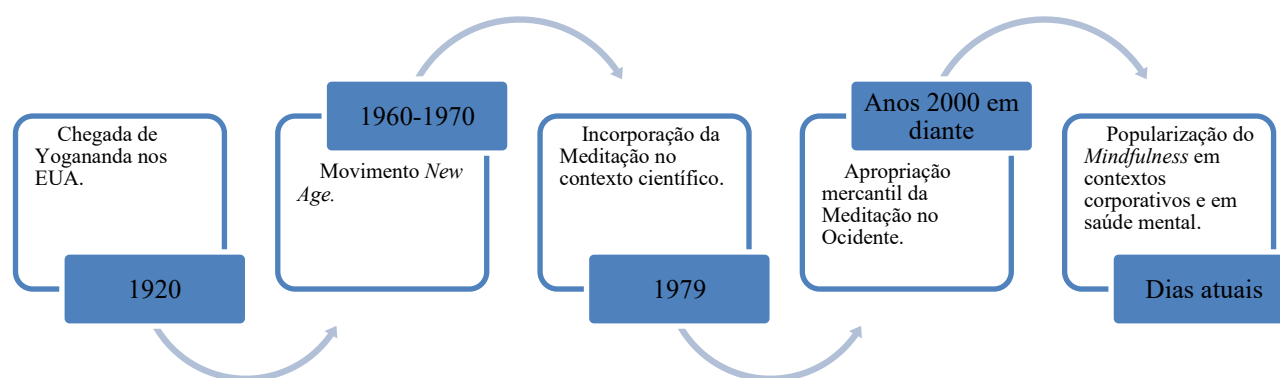 Chegada de
Yogananda nos
EUA.
1920
1960-1970
Movimento New
Age.
Incorporação da
Meditação no
contexto científico.
1979
Anos 2000 em
diante
Apropriação
mercantil da
Meditação no
Ocidente.
Popularização do
Mindfulness em
contextos
corporativos e em
saúde mental.
Dias atuais